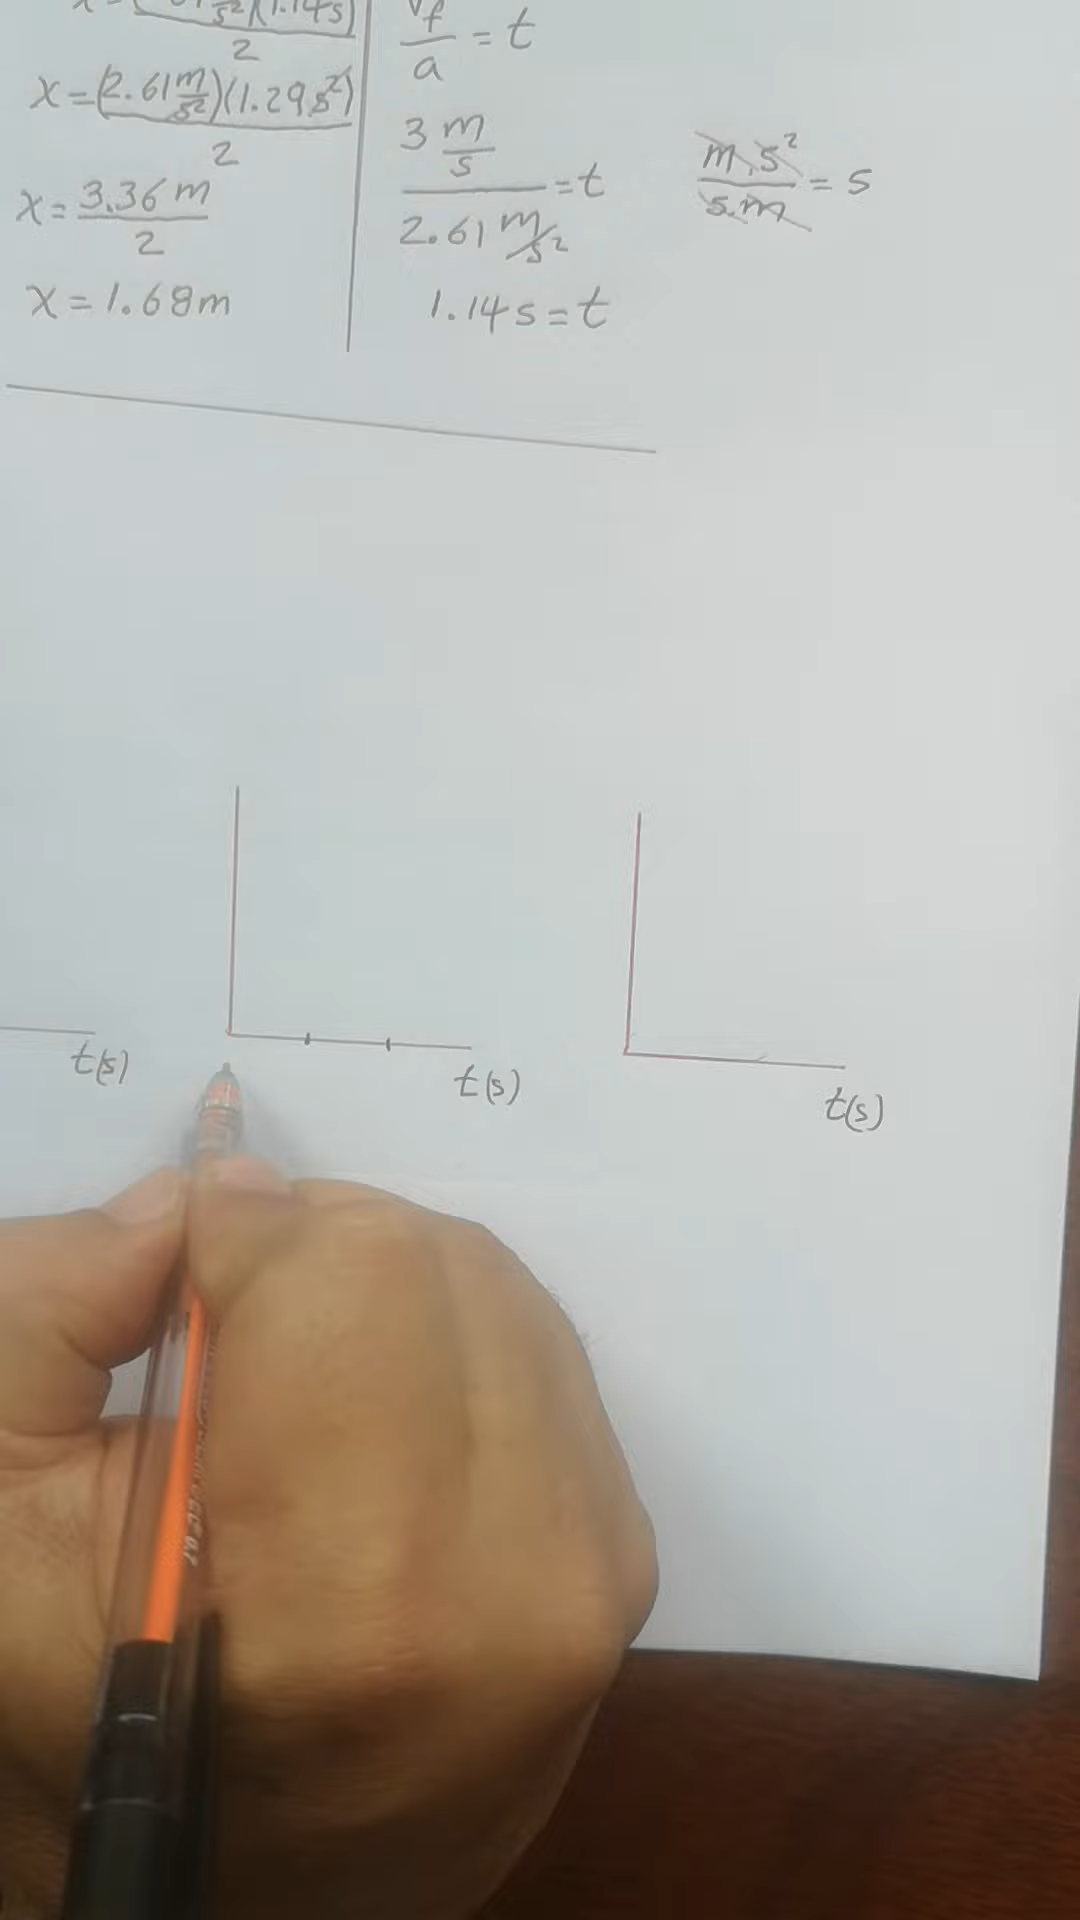 2
x = (2.61 m/s²)(1.29 s²)
2
x = 3.36 m
2
x = 1.68 m
Vf/a = t
3 m/s
= t
2.61 m/s²
1.14 s = t
m.s²/s.m = s
t(s)
t(s)
t(s)